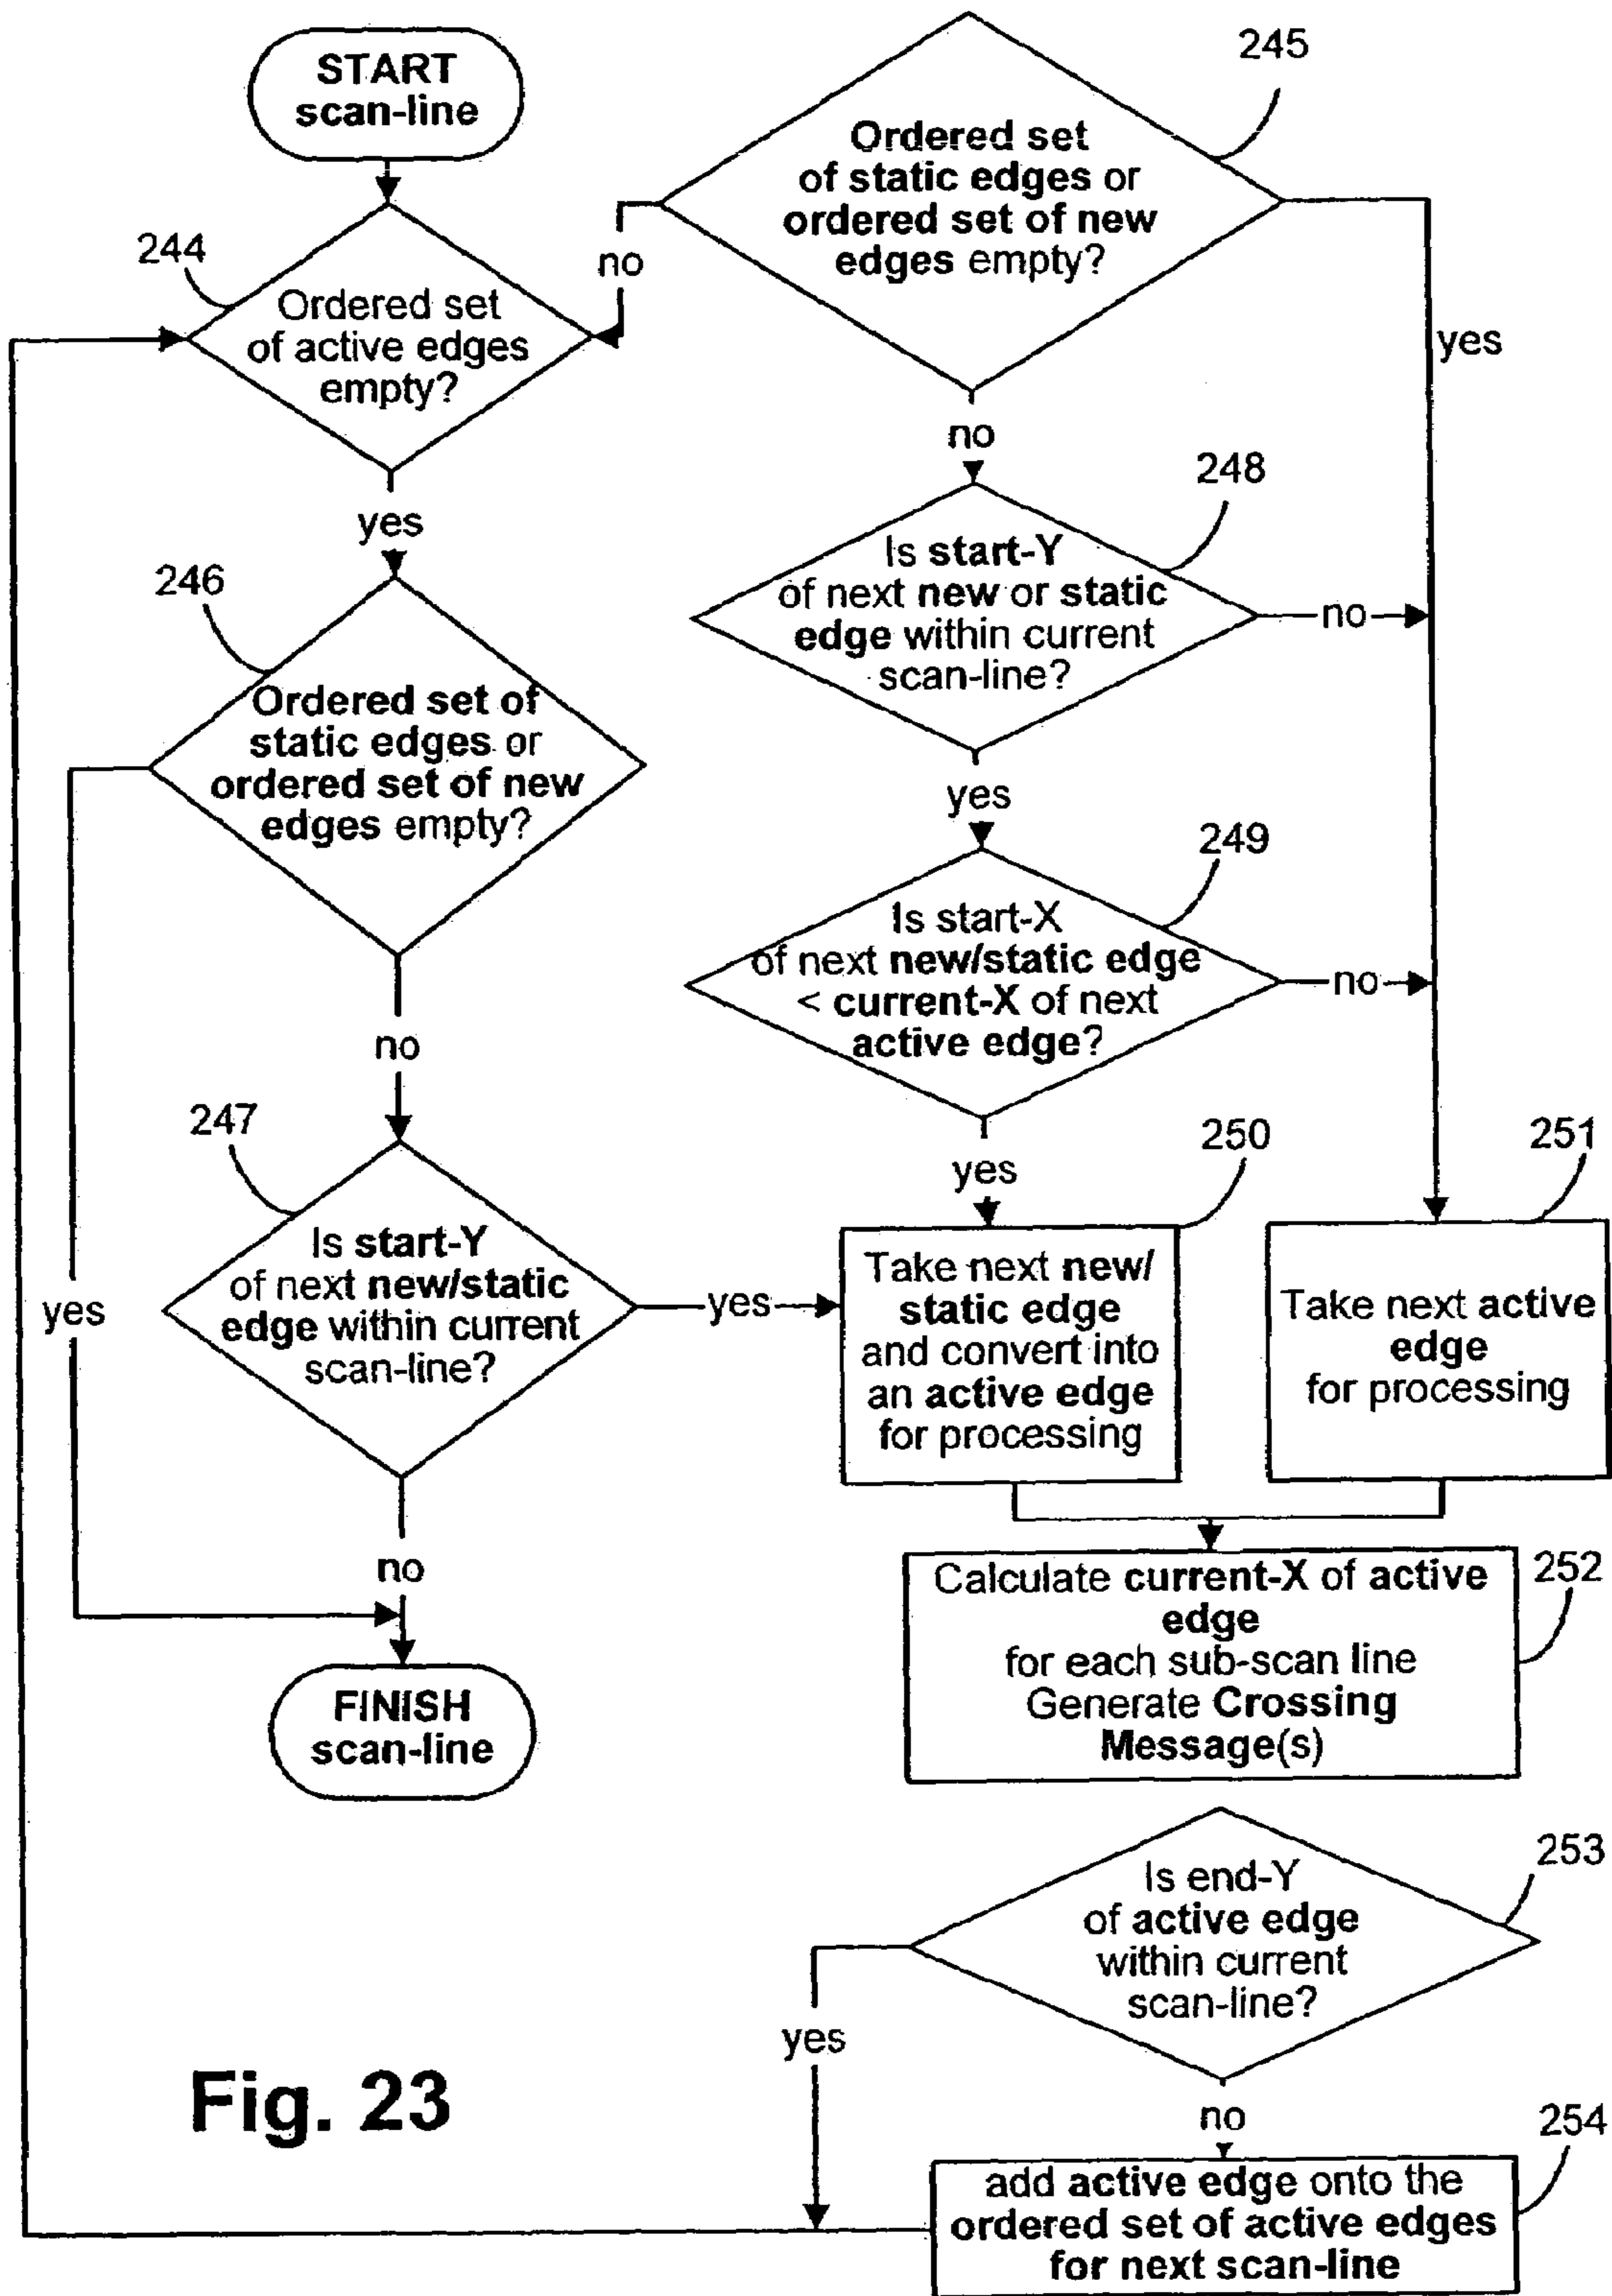 START
scan-line
244
Ordered set
of active edges
empty?
no
245
Ordered set
of static edges or
ordered set of new
edges empty?
yes
no
yes
246
Ordered set of
static edges or
ordered set of new
edges empty?
248
Is start-Y
of next new or static
edge within current
scan-line?
no
yes
249
Is start-X
of next new/static edge
< current-X of next
active edge?
no
yes
no
247
Is start-Y
of next new/static
edge within current
scan-line?
yes
yes
no
FINISH
scan-line
250
Take next new/
static edge
and convert into
an active edge
for processing
251
Take next active
edge
for processing
252
Calculate current-X of active
edge
for each sub-scan line
Generate Crossing
Message(s)
253
Is end-Y
of active edge
within current
scan-line?
yes
no
254
add active edge onto the
ordered set of active edges
for next scan-line
Fig. 23